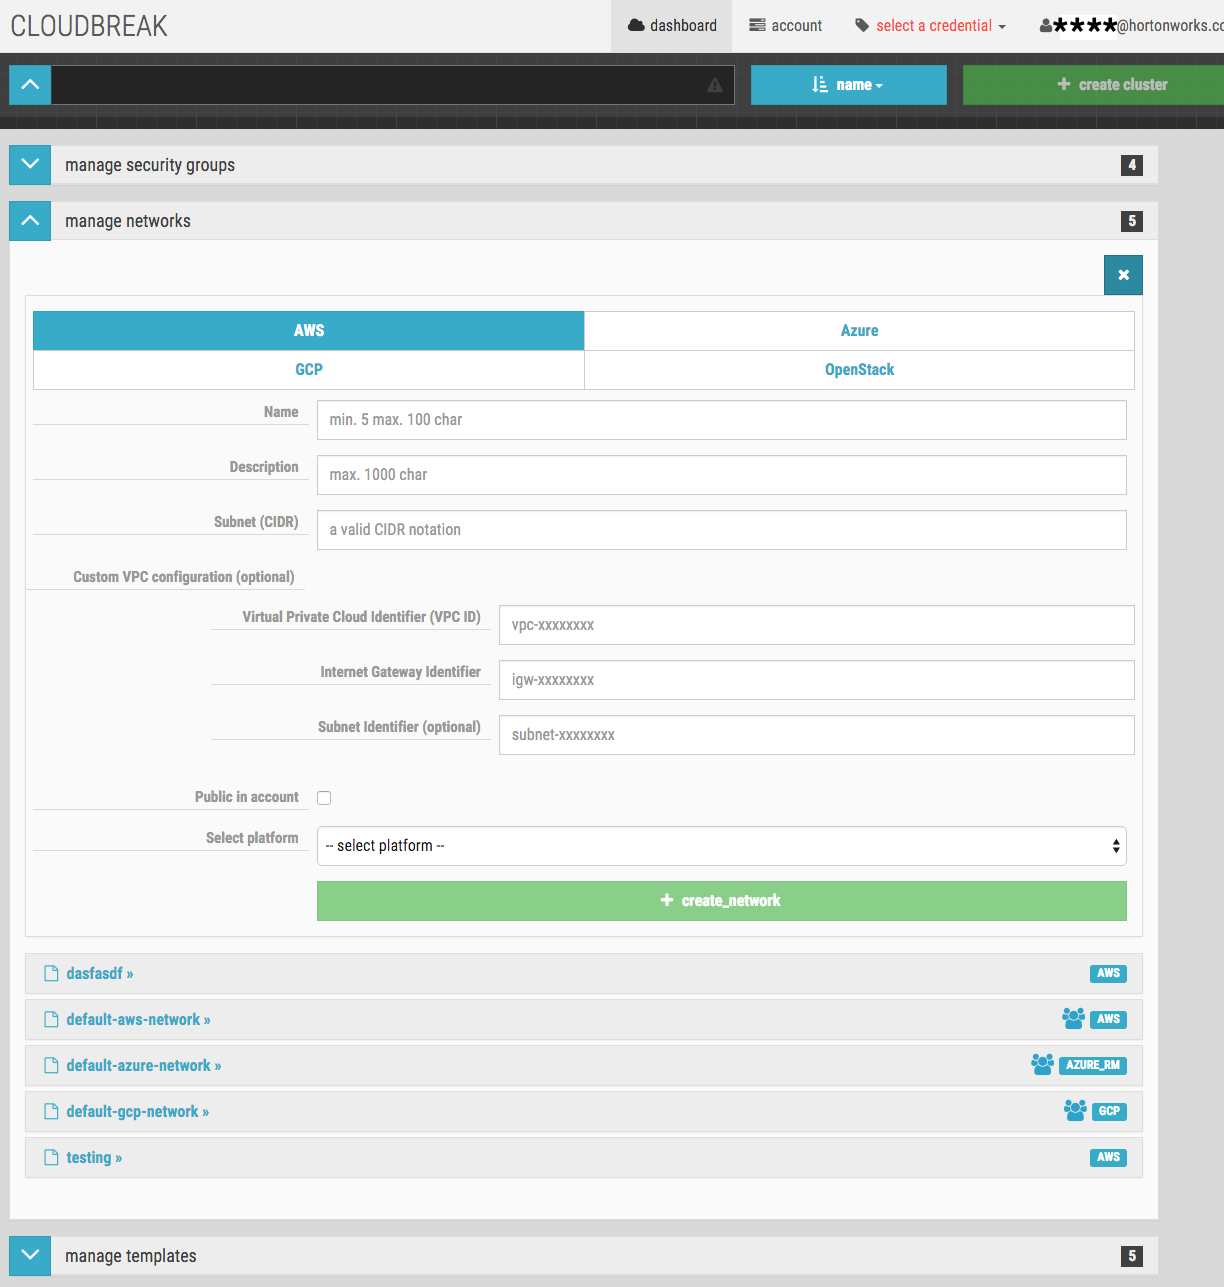 CLOUDBREAK
dashboard account select a credential ****@hortonworks.co
name + create cluster
manage security groups 4
manage networks 5
AWS Azure
GCP OpenStack
Name min. 5 max. 100 char
Description max. 1000 char
Subnet (CIDR) a valid CIDR notation
Custom VPC configuration (optional)
Virtual Private Cloud Identifier (VPC ID) vpc-xxxxxxxx
Internet Gateway Identifier igw-xxxxxxxx
Subnet Identifier (optional) subnet-xxxxxxxx
Public in account
Select platform -- select platform --
+ create_network
dasfasdf » AWS
default-aws-network » AWS
default-azure-network » AZURE_RM
default-gcp-network » GCP
testing » AWS
manage templates 5